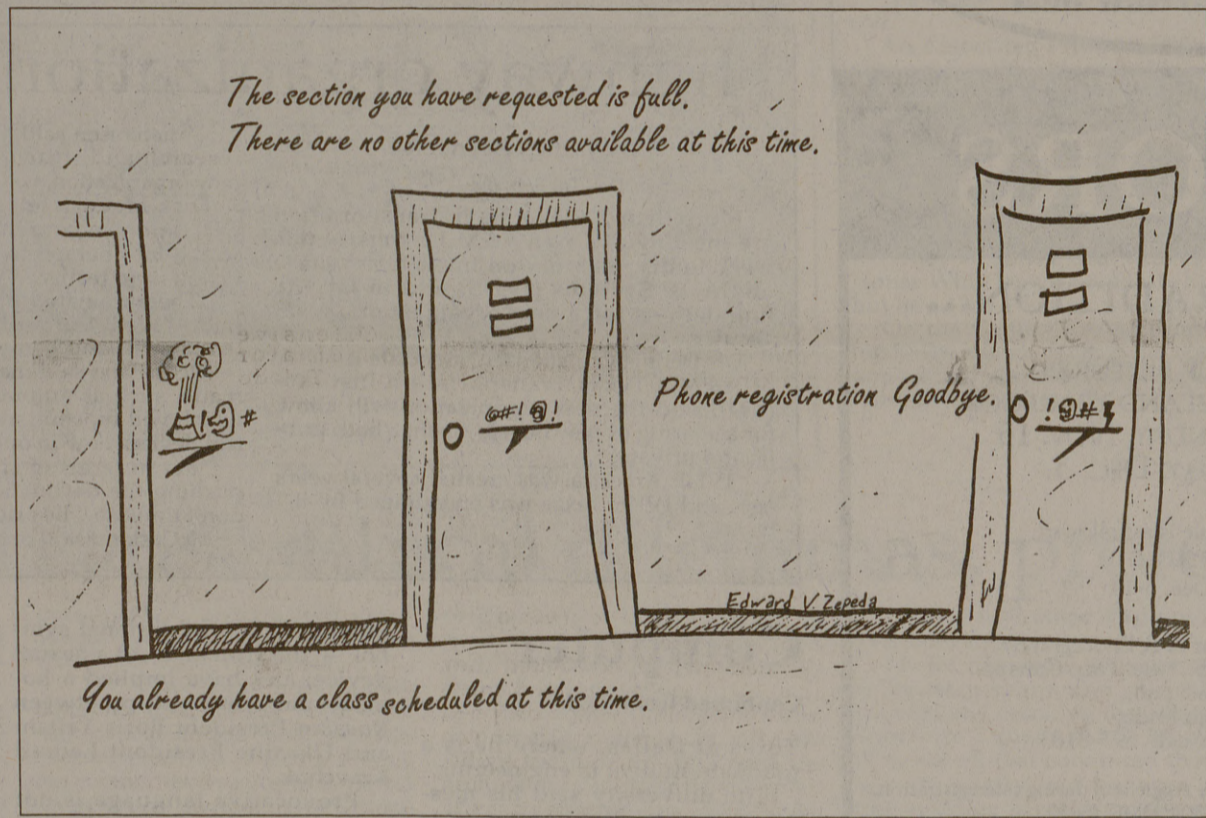 The section you have requested is full.
There are no other sections available at this time.
!#
@#!@!
Phone registration Goodbye.
!@#
Edward V. Zepeda
You already have a class scheduled at this time.